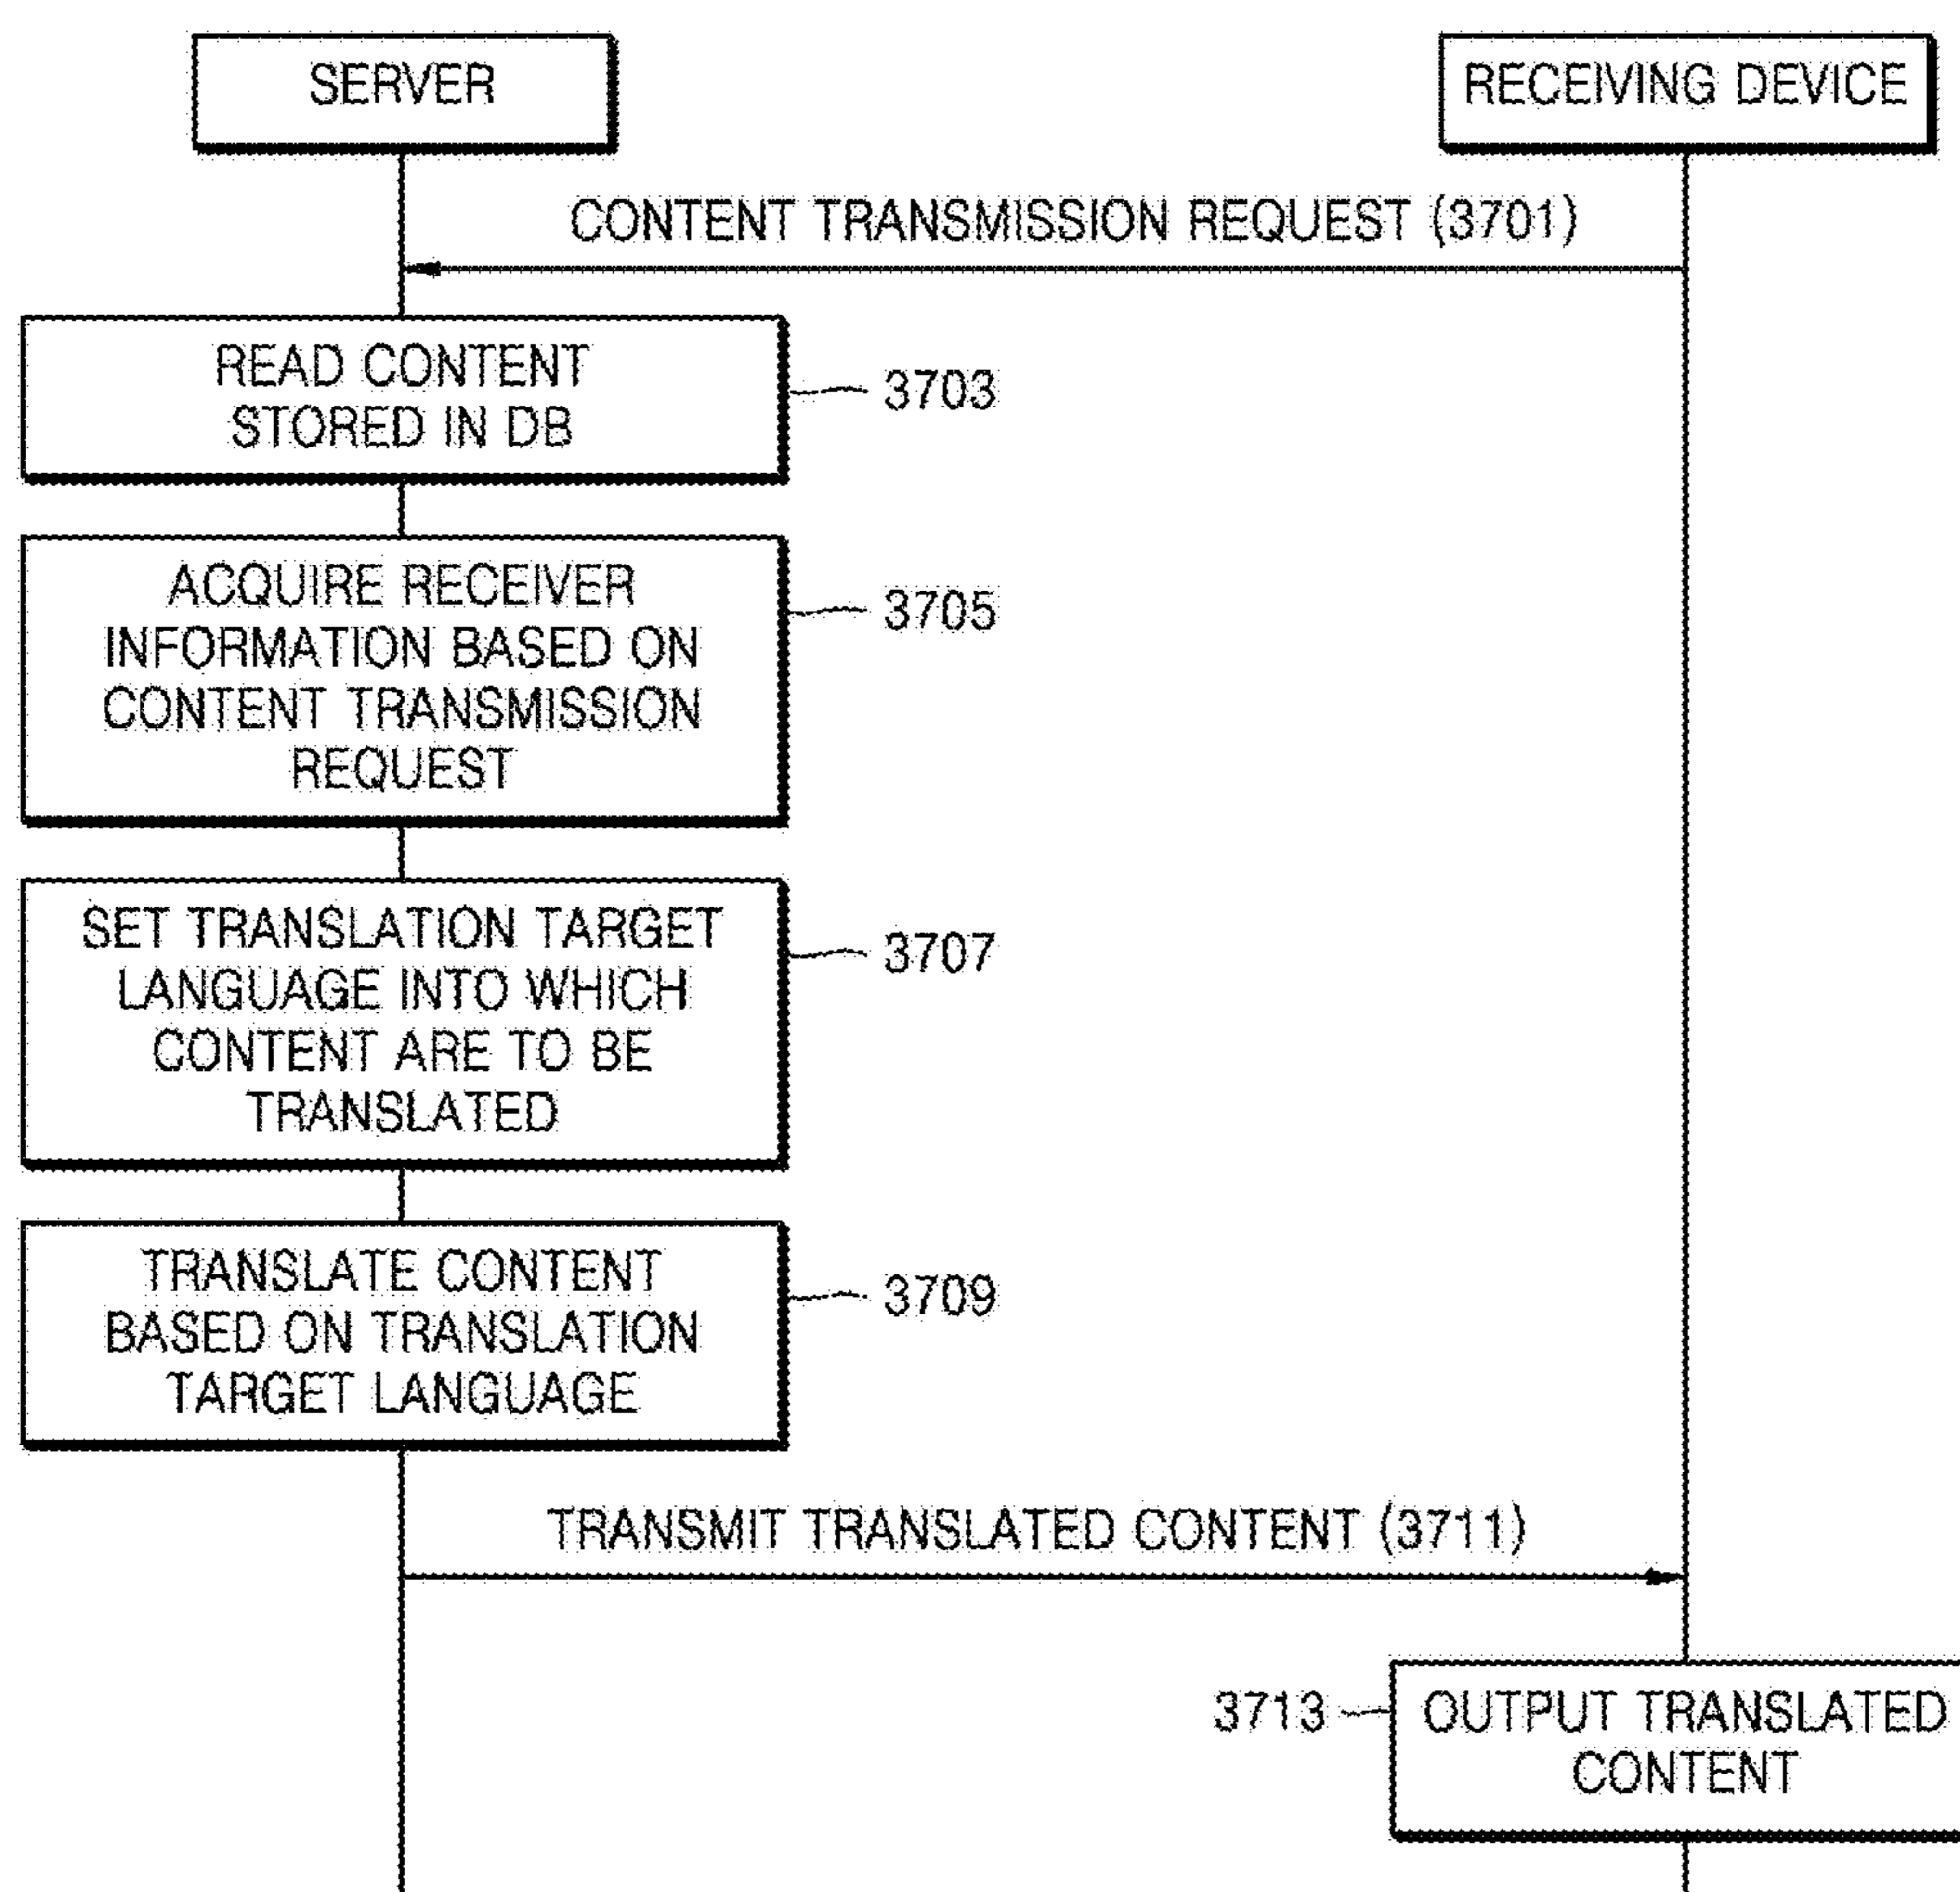 SERVER
RECEIVING DEVICE
CONTENT TRANSMISSION REQUEST (3701)
READ CONTENT
STORED IN DB
3703
ACQUIRE RECEIVER
INFORMATION BASED ON
CONTENT TRANSMISSION
REQUEST
3705
SET TRANSLATION TARGET
LANGUAGE INTO WHICH
CONTENT ARE TO BE
TRANSLATED
3707
TRANSLATE CONTENT
BASED ON TRANSLATION
TARGET LANGUAGE
3709
TRANSMIT TRANSLATED CONTENT (3711)
3713
OUTPUT TRANSLATED
CONTENT